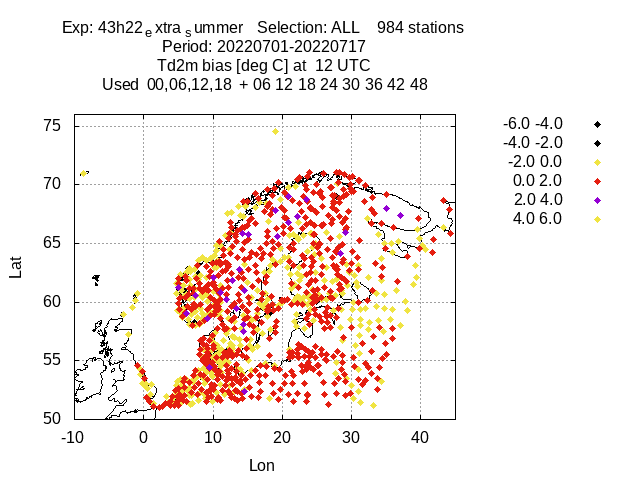 Exp: 43h22 e xtra s ummer Selection: ALL 984 stations
Period: 20220701-20220717
Td2m bias [deg C] at 12 UTC
Used 00,06,12,18 + 06 12 18 24 30 36 42 48
75
70
65
60
55
50
-10 0 10 20 30 40
Lat
Lon
-6.0 -4.0
-4.0 -2.0
-2.0 0.0
0.0 2.0
2.0 4.0
4.0 6.0